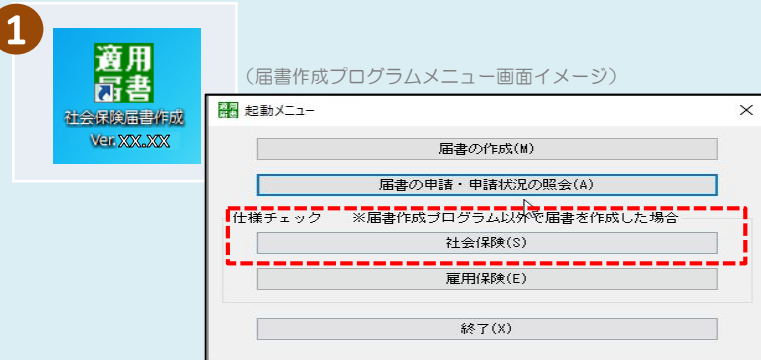 1
適用
届書
社会保険届書作成
Ver.XX.XX
（届書作成プログラムメニュー画面イメージ）
適用
届書
起動メニュー
届書の作成(M)
届書の申請・申請状況の照会(A)
仕様チェック　※届書作成プログラム以外で届書を作成した場合
社会保険(S)
雇用保険(E)
終了(X)